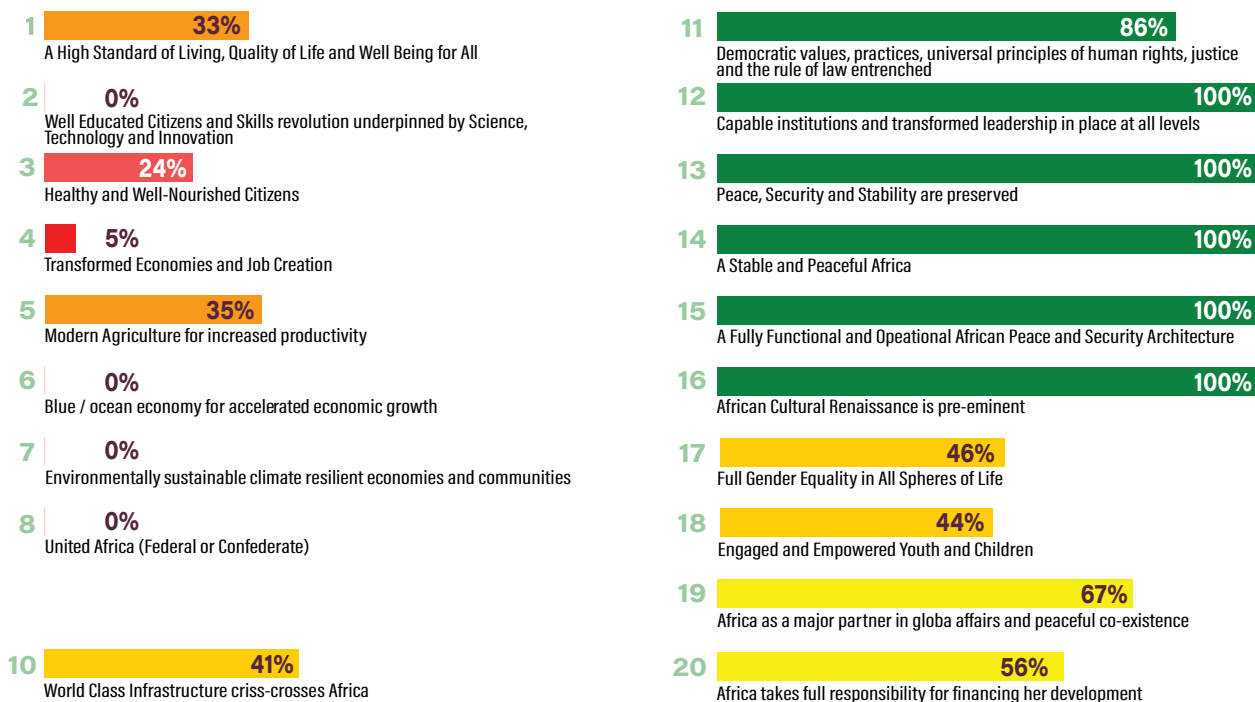 1
33%
A High Standard of Living, Quality of Life and Well Being for All
2
0%
Well Educated Citizens and Skills revolution underpinned by Science,
Technology and Innovation
3
24%
Healthy and Well-Nourished Citizens
4
5%
Transformed Economies and Job Creation
5
35%
Modern Agriculture for increased productivity
6
0%
Blue / ocean economy for accelerated economic growth
7
0%
Environmentally sustainable climate resilient economies and communities
8
0%
United Africa (Federal or Confederate)
10
41%
World Class Infrastructure criss-crosses Africa
11
86%
Democratic values, practices, universal principles of human rights, justice
and the rule of law entrenched
12
100%
Capable institutions and transformed leadership in place at all levels
13
100%
Peace, Security and Stability are preserved
14
100%
A Stable and Peaceful Africa
15
100%
A Fully Functional and Opeational African Peace and Security Architecture
16
100%
African Cultural Renaissance is pre-eminent
17
46%
Full Gender Equality in All Spheres of Life
18
44%
Engaged and Empowered Youth and Children
19
67%
Africa as a major partner in globa affairs and peaceful co-existence
20
56%
Africa takes full responsibility for financing her development